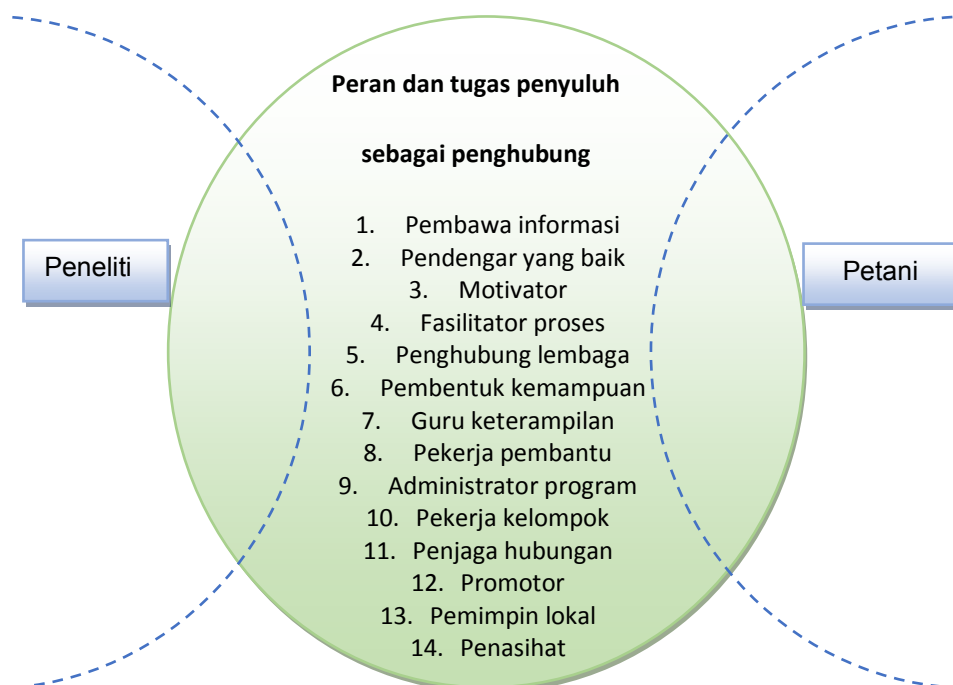 Peran dan tugas penyuluh
sebagai penghubung
1. Pembawa informasi
2. Pendengar yang baik
3. Motivator
4. Fasilitator proses
5. Penghubung lembaga
6. Pembentuk kemampuan
7. Guru keterampilan
8. Pekerja pembantu
9. Administrator program
10. Pekerja kelompok
11. Penjaga hubungan
12. Promotor
13. Pemimpin lokal
14. Penasihat
Peneliti
Petani